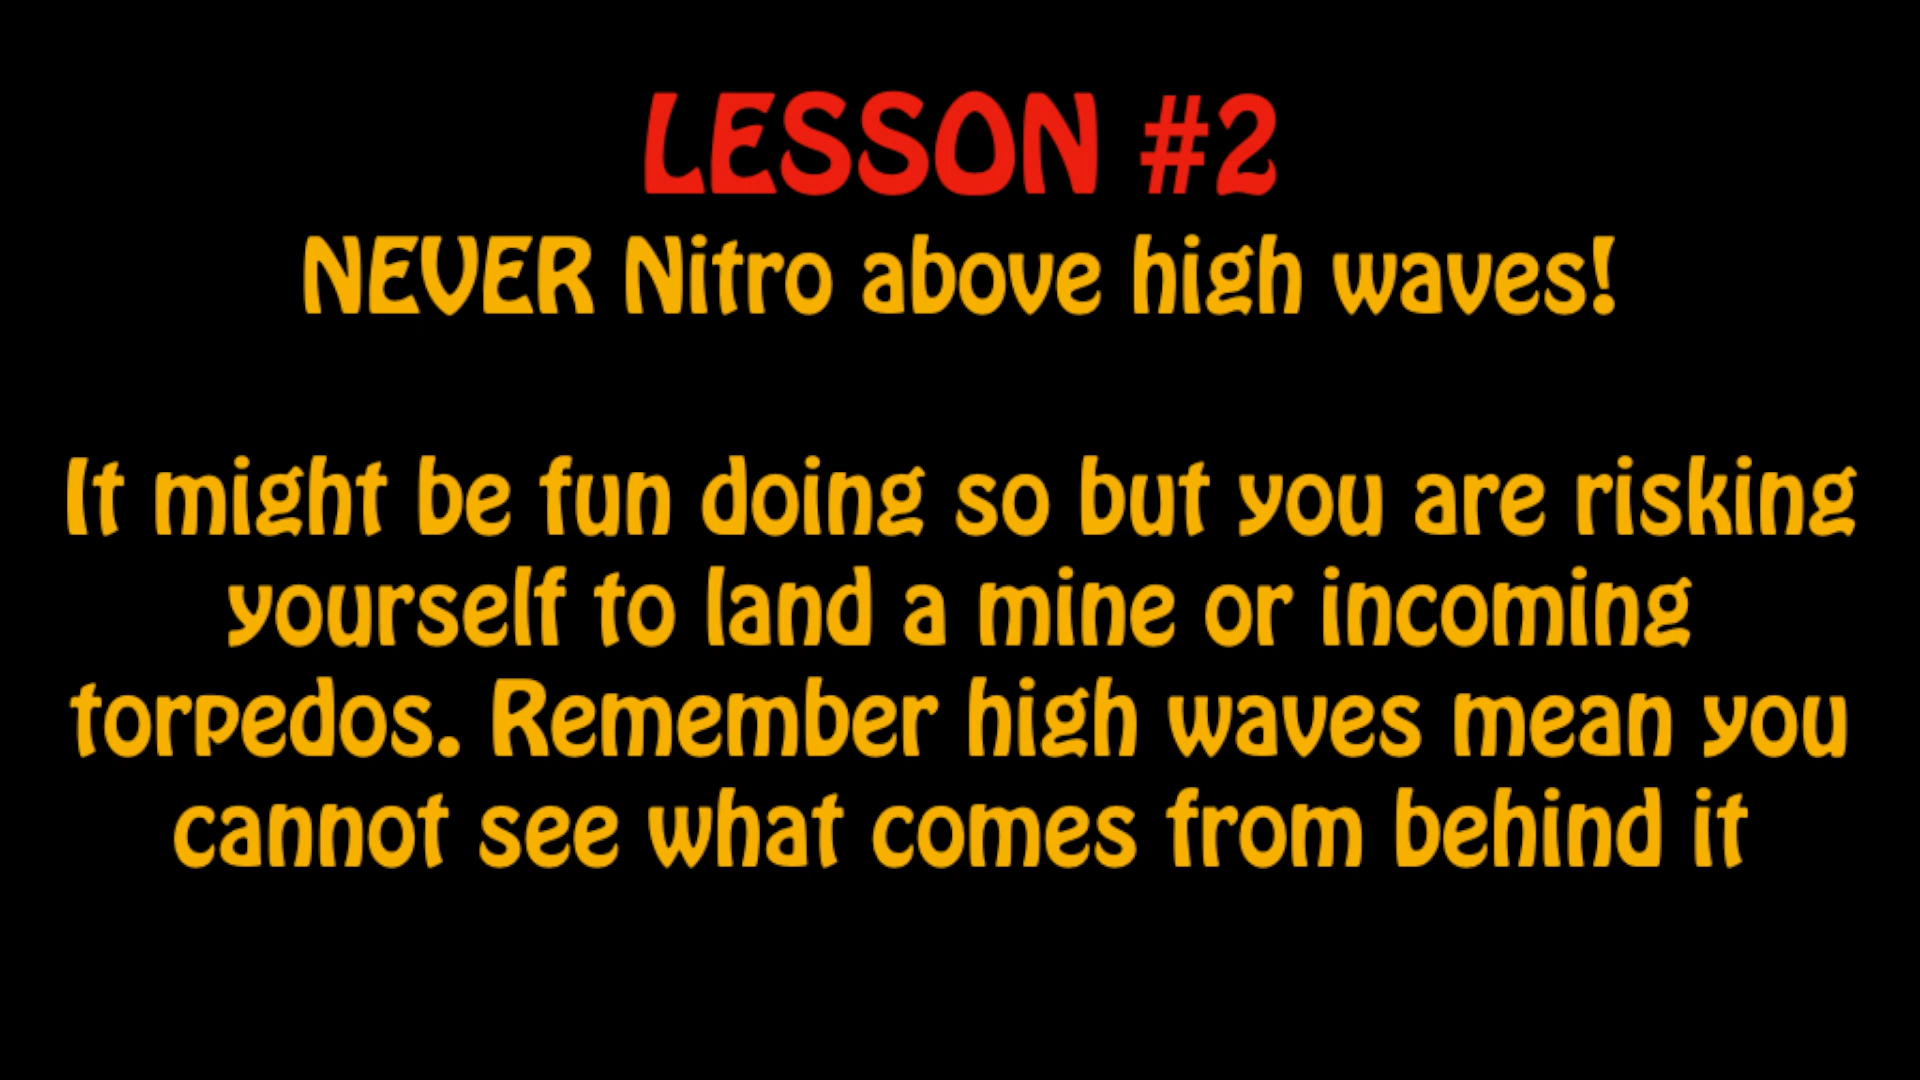 LESSON #2
NEVER Nitro above high waves!
It might be fun doing so but you are risking
yourself to land a mine or incoming
torpedos. Remember high waves mean you
cannot see what comes from behind it